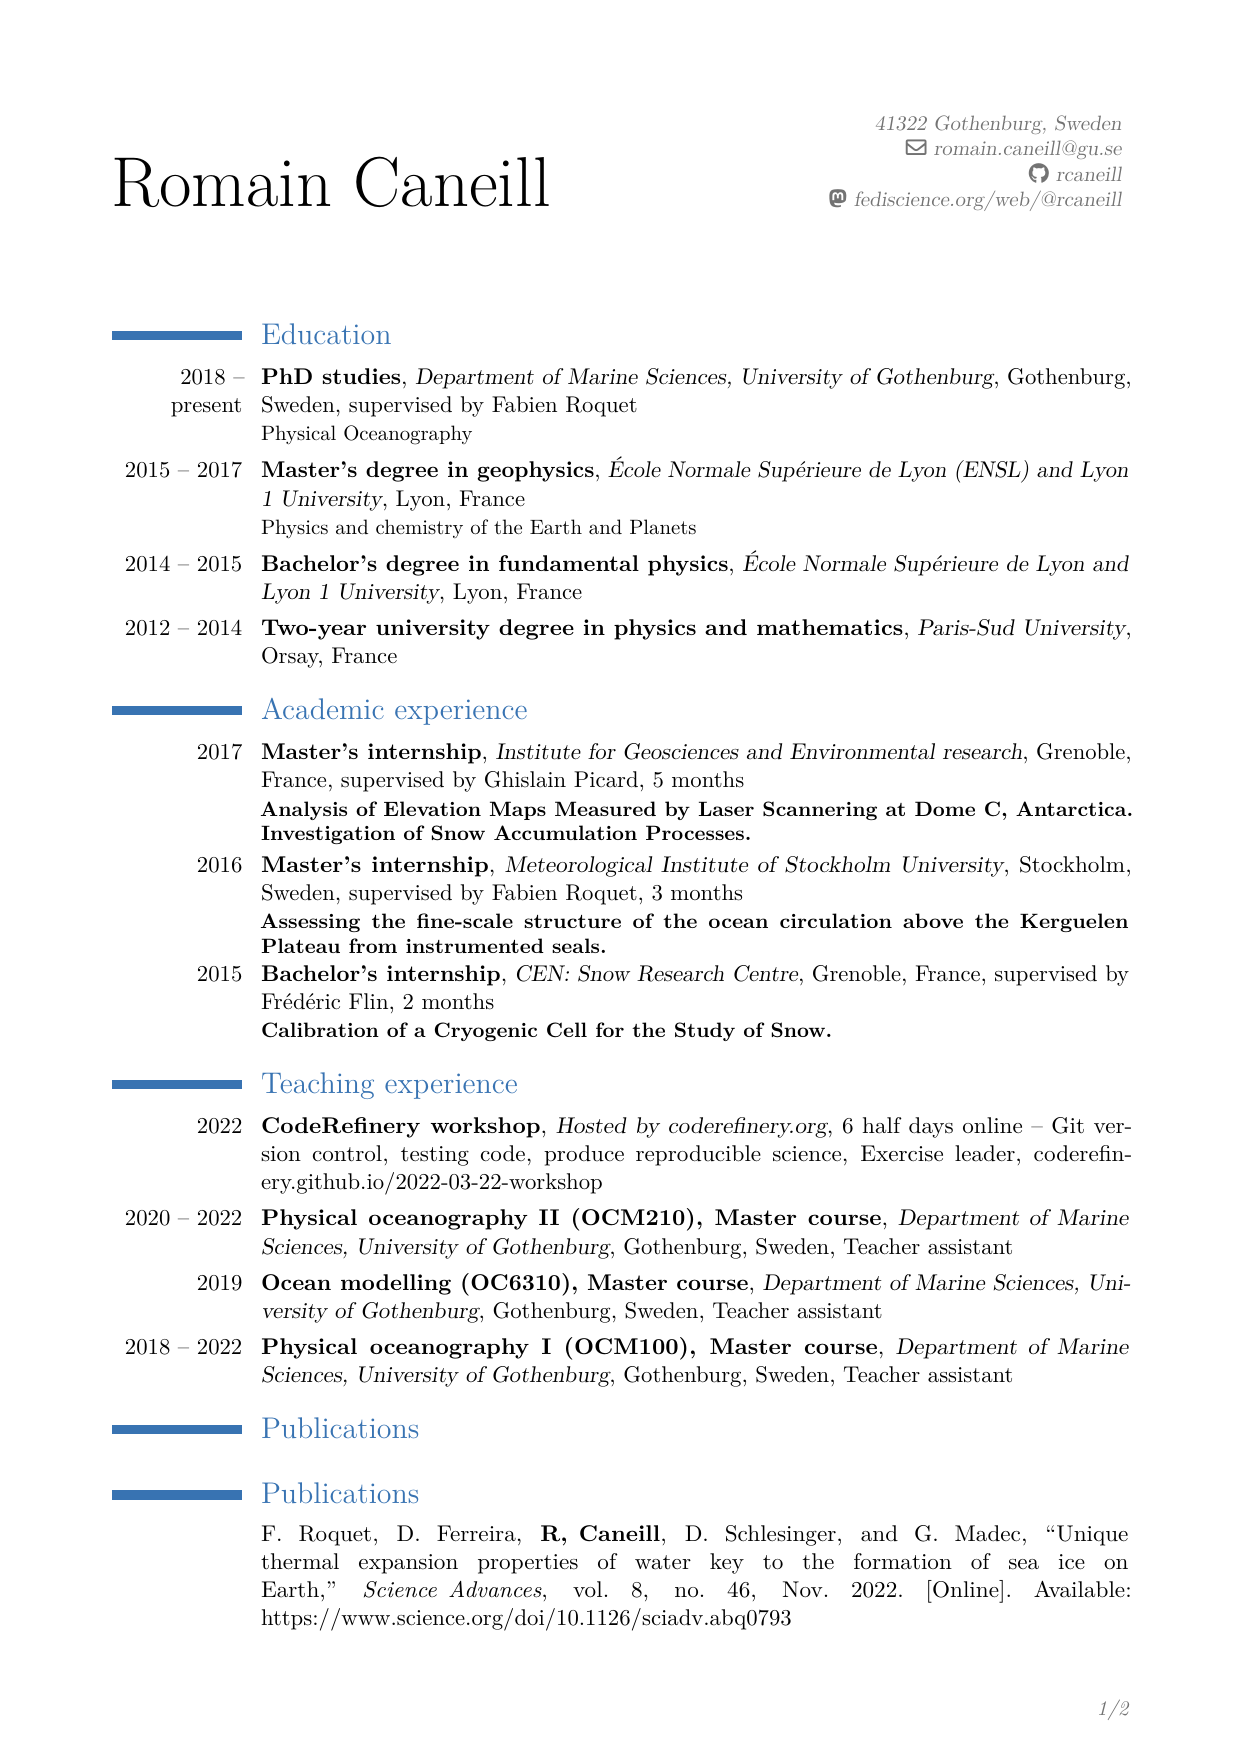 41322 Gothenburg, Sweden
romain.caneill@gu.se
rcaneill
fediscience.org/web/@rcaneill
Romain Caneill
Education
2018 – PhD studies, Department of Marine Sciences, University of Gothenburg, Gothenburg,
present Sweden, supervised by Fabien Roquet
Physical Oceanography
2015 – 2017 Master's degree in geophysics, École Normale Supérieure de Lyon (ENSL) and Lyon
1 University, Lyon, France
Physics and chemistry of the Earth and Planets
2014 – 2015 Bachelor's degree in fundamental physics, École Normale Supérieure de Lyon and
Lyon 1 University, Lyon, France
2012 – 2014 Two-year university degree in physics and mathematics, Paris-Sud University,
Orsay, France
Academic experience
2017 Master's internship, Institute for Geosciences and Environmental research, Grenoble,
France, supervised by Ghislain Picard, 5 months
Analysis of Elevation Maps Measured by Laser Scannering at Dome C, Antarctica.
Investigation of Snow Accumulation Processes.
2016 Master's internship, Meteorological Institute of Stockholm University, Stockholm,
Sweden, supervised by Fabien Roquet, 3 months
Assessing the fine-scale structure of the ocean circulation above the Kerguelen
Plateau from instrumented seals.
2015 Bachelor's internship, CEN: Snow Research Centre, Grenoble, France, supervised by
Frédéric Flin, 2 months
Calibration of a Cryogenic Cell for the Study of Snow.
Teaching experience
2022 CodeRefinery workshop, Hosted by coderefinery.org, 6 half days online – Git ver-
sion control, testing code, produce reproducible science, Exercise leader, coderefin-
ery.github.io/2022-03-22-workshop
2020 – 2022 Physical oceanography II (OCM210), Master course, Department of Marine
Sciences, University of Gothenburg, Gothenburg, Sweden, Teacher assistant
2019 Ocean modelling (OC6310), Master course, Department of Marine Sciences, Uni-
versity of Gothenburg, Gothenburg, Sweden, Teacher assistant
2018 – 2022 Physical oceanography I (OCM100), Master course, Department of Marine
Sciences, University of Gothenburg, Gothenburg, Sweden, Teacher assistant
Publications
Publications
F. Roquet, D. Ferreira, R, Caneill, D. Schlesinger, and G. Madec, “Unique
thermal expansion properties of water key to the formation of sea ice on
Earth,” Science Advances, vol. 8, no. 46, Nov. 2022. [Online]. Available:
https://www.science.org/doi/10.1126/sciadv.abq0793
1/2